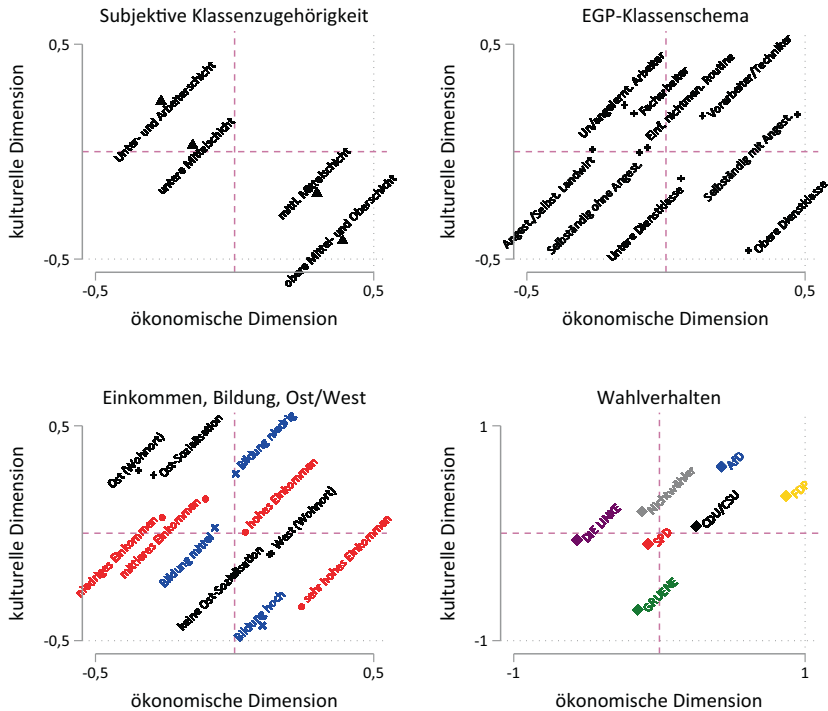 Subjektive Klassenzugehörigkeit
0,5
kulturelle Dimension
Unter- und Arbeiterschicht
untere Mittelschicht
mittl. Mittelschicht
obere Mittel- und Oberschicht
-0,5
-0,5
0,5
ökonomische Dimension
EGP-Klassenschema
0,5
kulturelle Dimension
Un/angelernt. Arbeiter
Facharbeiter
Einf. nichtman. Routine
Vorarbeiter/Techniker
Angest./Selbst. Landwirt
Selbständig ohne Angest.
Untere Dienstklasse
Selbständig mit Angest.
Obere Dienstklasse
-0,5
-0,5
0,5
ökonomische Dimension
Einkommen, Bildung, Ost/West
0,5
kulturelle Dimension
Ost (Wohnort)
Ost-Sozialisation
Bildung niedrig
niedriges Einkommen
mittleres Einkommen
Bildung mittel
hohes Einkommen
keine Ost-Sozialisation
West (Wohnort)
Bildung hoch
sehr hohes Einkommen
-0,5
-0,5
0,5
ökonomische Dimension
Wahlverhalten
1
kulturelle Dimension
DIE LINKE
Nichtwähler
AfD
FDP
CDU/CSU
SPD
GRUENE
-1
-1
1
ökonomische Dimension